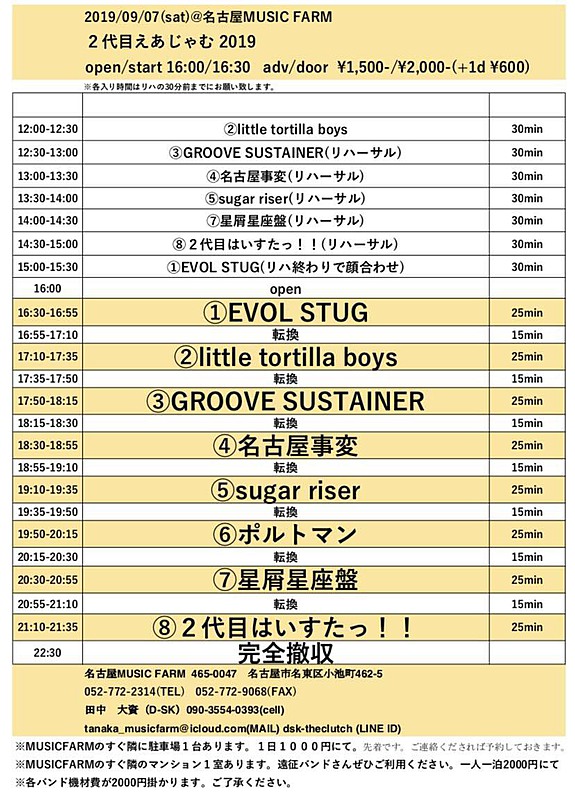 2019/09/07(sat)@名古屋MUSIC FARM
２代目えあじゃむ 2019
open/start 16:00/16:30 adv/door ¥1,500-/¥2,000-(+1d ¥600)
※各入り時間はリハの30分前までにお願い致します。
12:00-12:30 ②little tortilla boys 30min
12:30-13:00 ③GROOVE SUSTAINER(リハーサル) 30min
13:00-13:30 ④名古屋事変(リハーサル) 30min
13:30-14:00 ⑤sugar riser(リハーサル) 30min
14:00-14:30 ⑦星屑星座盤(リハーサル) 30min
14:30-15:00 ⑧２代目はいすたっ！！(リハーサル) 30min
15:00-15:30 ①EVOL STUG(リハ終わりで顔合わせ) 30min
16:00 open
16:30-16:55 ①EVOL STUG 25min
16:55-17:10 転換 15min
17:10-17:35 ②little tortilla boys 25min
17:35-17:50 転換 15min
17:50-18:15 ③GROOVE SUSTAINER 25min
18:15-18:30 転換 15min
18:30-18:55 ④名古屋事変 25min
18:55-19:10 転換 15min
19:10-19:35 ⑤sugar riser 25min
19:35-19:50 転換 15min
19:50-20:15 ⑥ポルトマン 25min
20:15-20:30 転換 15min
20:30-20:55 ⑦星屑星座盤 25min
20:55-21:10 転換 15min
21:10-21:35 ⑧２代目はいすたっ！！ 25min
22:30 完全撤収
名古屋MUSIC FARM 465-0047 名古屋市名東区小池町462-5
052-772-2314(TEL) 052-772-9068(FAX)
田中 大資（D-SK）090-3554-0393(cell)
tanaka_musicfarm@icloud.com(MAIL) dsk-theclutch (LINE ID)
※MUSICFARMのすぐ隣に駐車場１台あります。１日１０００円にて。先着です。ご連絡くだされば予約しておきます。
※MUSICFARMのすぐ隣のマンション１室あります。遠征バンドさんぜひご利用ください。一人一泊2000円にて
※各バンド機材費が2000円掛かります。ご了承ください。